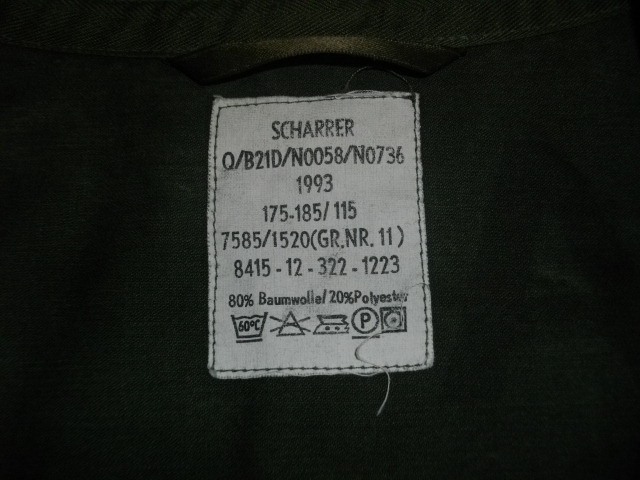 SCHARRER
Q/B21D/N0058/N0736
1993
175-185/115
7585/1520(GR.NR.11)
8415-12-322-1223
80% Baumwolle/20%Polyester
60°C P